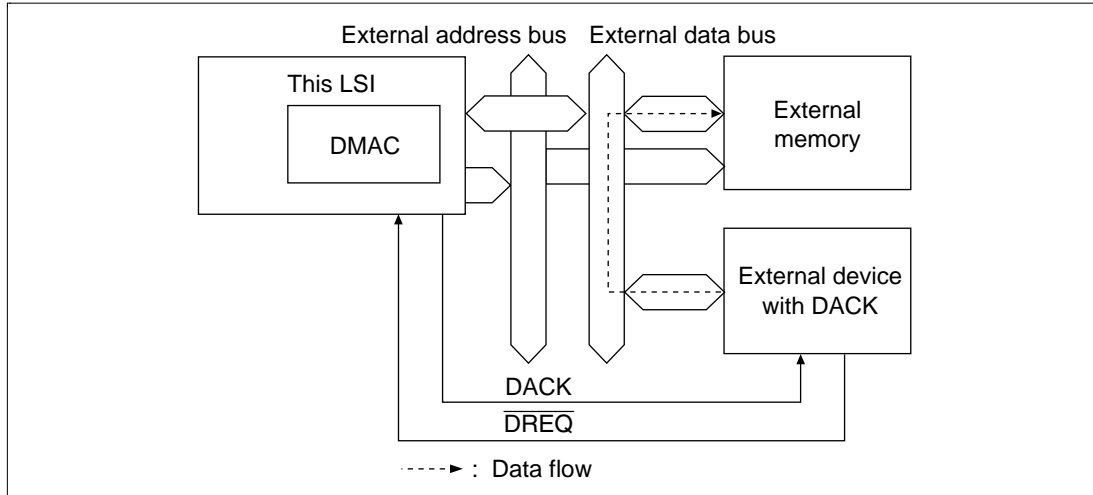 External address bus
External data bus
This LSI
DMAC
External
memory
External device
with DACK
DACK
DREQ
: Data flow